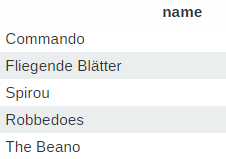 name
Commando
Fliegende Blätter
Spirou
Robbedoes
The Beano